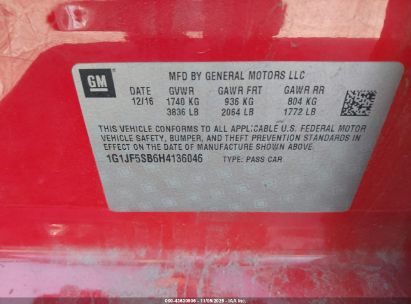 GM
MFD BY GENERAL MOTORS LLC
DATE GVWR GAWR FRT GAWR RR
12/16 1740 KG 936 KG 804 KG
3836 LB 2064 LB 1772 LB
THIS VEHICLE CONFORMS TO ALL APPLICABLE U.S. FEDERAL MOTOR
VEHICLE SAFETY, BUMPER, AND THEFT PREVENTION STANDARDS IN
EFFECT ON THE DATE OF MANUFACTURE SHOWN ABOVE.
1G1JF5SB6H4136046 TYPE: PASS CAR